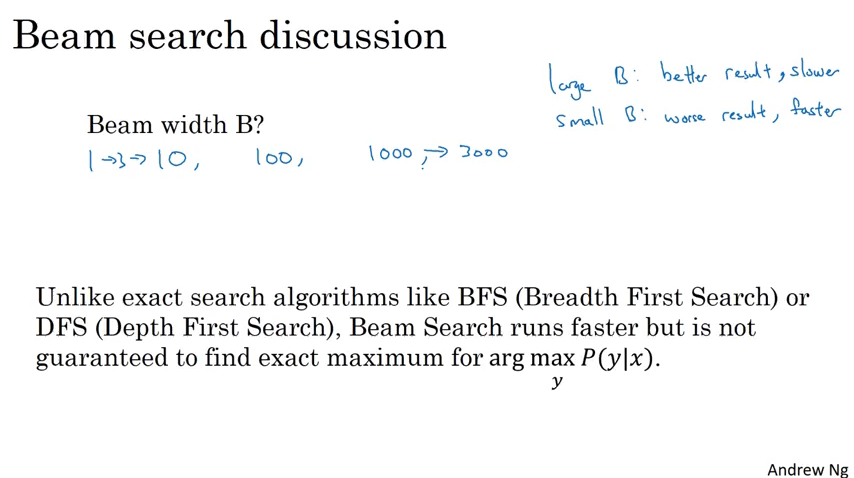 Beam search discussion
large B: better result, slower
small B: worse result, faster
Beam width B?
1→3→10, 100, 1000, → 3000
Unlike exact search algorithms like BFS (Breadth First Search) or
DFS (Depth First Search), Beam Search runs faster but is not
guaranteed to find exact maximum for arg max P(y|x).
y
Andrew Ng